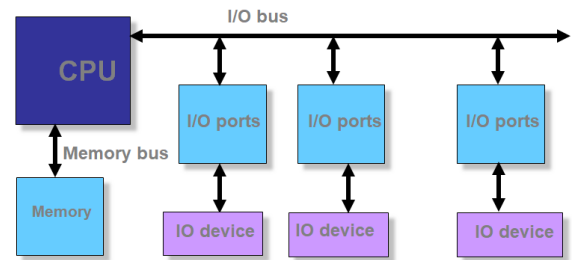 I/O bus
CPU
I/O ports
I/O ports
I/O ports
Memory bus
Memory
IO device
IO device
IO device